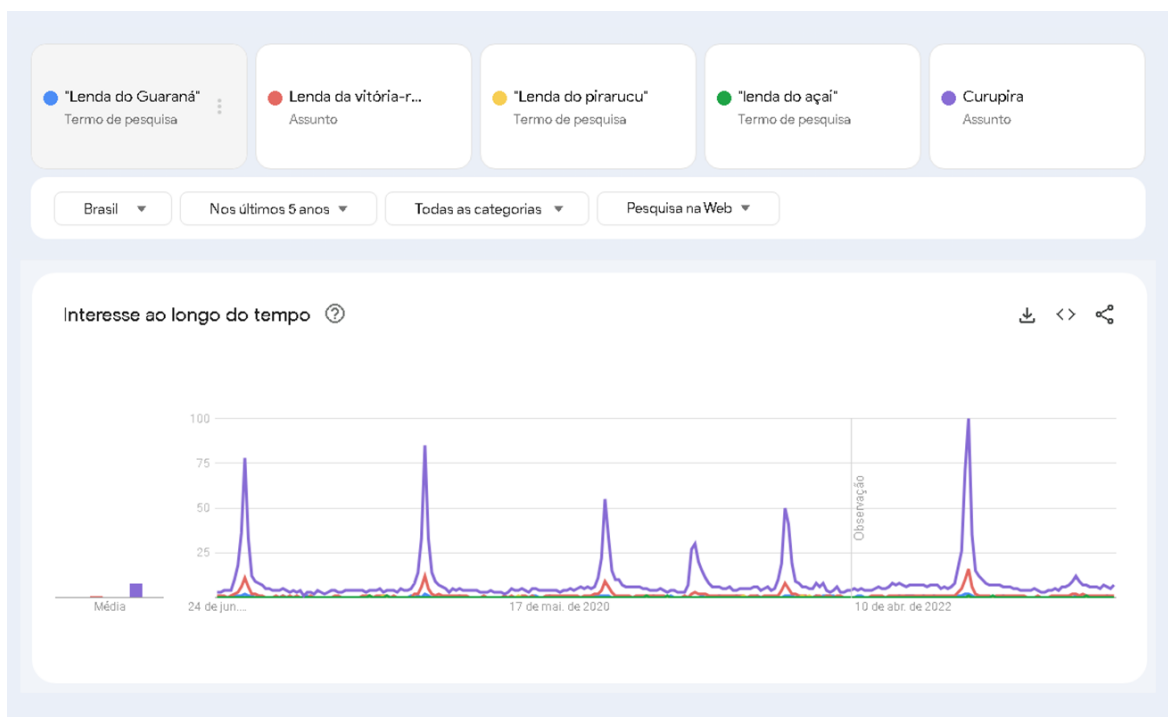 "Lenda do Guaraná"
Termo de pesquisa
Lenda da vitória-r...
Assunto
"Lenda do pirarucu"
Termo de pesquisa
"lenda do açaí"
Termo de pesquisa
Curupira
Assunto
Brasil
Nos últimos 5 anos
Todas as categorias
Pesquisa na Web
Interesse ao longo do tempo
100
75
50
25
Observação
Média
24 de jun....
17 de mai. de 2020
10 de abr. de 2022